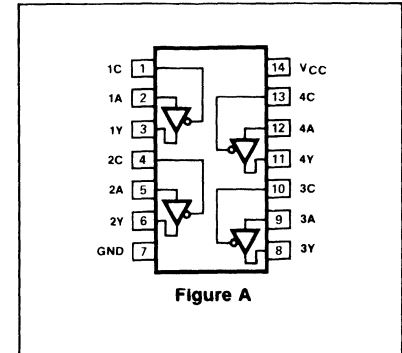 1C 1 14 VCC
1A 2 13 4C
1Y 3 12 4A
2C 4 11 4Y
2A 5 10 3C
2Y 6 9 3A
GND 7 8 3Y
Figure A